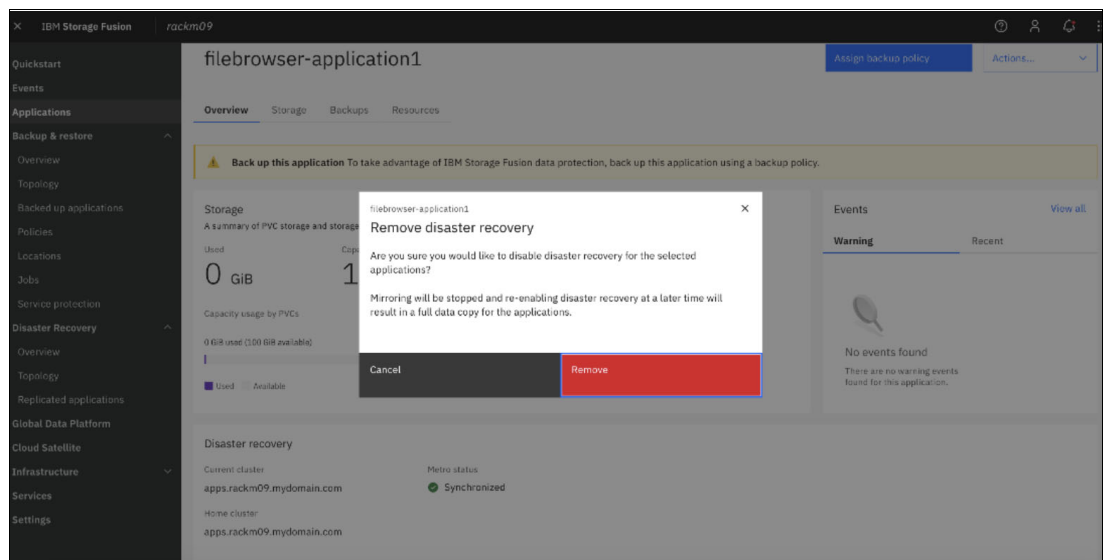 IBM Storage Fusion
rackm09
Quickstart
Events
Applications
Backup & restore
Overview
Topology
Backed up applications
Policies
Locations
Jobs
Service protection
Disaster Recovery
Overview
Topology
Replicated applications
Global Data Platform
Cloud Satellite
Infrastructure
Services
Settings
filebrowser-application1
Assign backup policy
Actions...
Overview Storage Backups Resources
Back up this application To take advantage of IBM Storage Fusion data protection, back up this application using a backup policy.
Storage
A summary of PVC storage and storage
Used
0 GiB
1
Capacity usage by PVCs
0 GiB used (100 GiB available)
Used Available
filebrowser-application1
Remove disaster recovery
Are you sure you would like to disable disaster recovery for the selected
applications?
Mirroring will be stopped and re-enabling disaster recovery at a later time will
result in a full data copy for the applications.
Cancel
Remove
Events
View all
Warning
Recent
No events found
There are no warning events
found for this application.
Disaster recovery
Current cluster
apps.rackm09.mydomain.com
Metro status
Synchronized
Home cluster
apps.rackm09.mydomain.com